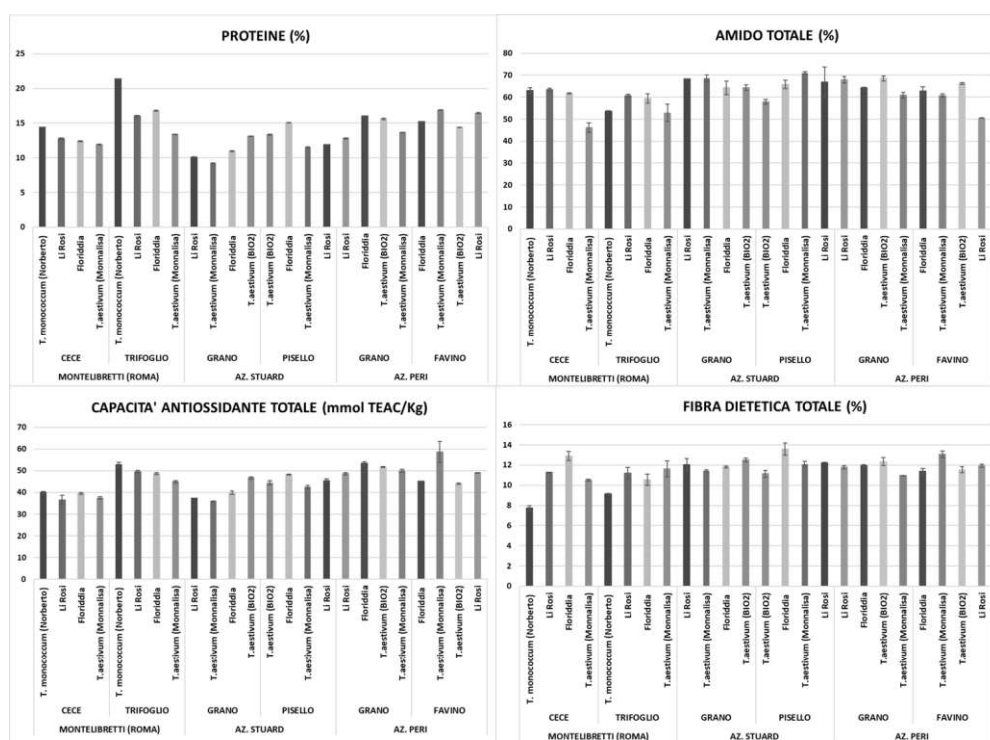 PROTEINE (%)
25
20
15
10
5
0
T. monococcum (Norberto)
Li Rosi
Floriddia
T.aestivum (Monnalisa)
T. monococcum (Norberto)
Li Rosi
Floriddia
T.aestivum (Monnalisa)
Li Rosi
T.aestivum (Monnalisa)
Floriddia
T.aestivum (BIO2)
T.aestivum (BIO2)
Floriddia
T.aestivum (Monnalisa)
Li Rosi
Li Rosi
Floriddia
T.aestivum (BIO2)
T.aestivum (Monnalisa)
Floriddia
T.aestivum (Monnalisa)
T.aestivum (BIO2)
Li Rosi
CECE TRIFOGLIO GRANO PISELLO GRANO FAVINO
MONTELIBRETTI (ROMA) AZ. STUARD AZ. PERI
AMIDO TOTALE (%)
80
70
60
50
40
30
20
10
0
T. monococcum (Norberto)
Li Rosi
Floriddia
T.aestivum (Monnalisa)
T. monococcum (Norberto)
Li Rosi
Floriddia
T.aestivum (Monnalisa)
Li Rosi
T.aestivum (Monnalisa)
Floriddia
T.aestivum (BIO2)
T.aestivum (BIO2)
Floriddia
T.aestivum (Monnalisa)
Li Rosi
Li Rosi
Floriddia
T.aestivum (BIO2)
T.aestivum (Monnalisa)
Floriddia
T.aestivum (Monnalisa)
T.aestivum (BIO2)
Li Rosi
CECE TRIFOGLIO GRANO PISELLO GRANO FAVINO
MONTELIBRETTI (ROMA) AZ. STUARD AZ. PERI
CAPACITA' ANTIOSSIDANTE TOTALE (mmol TEAC/Kg)
70
60
50
40
30
20
10
0
T. monococcum (Norberto)
Li Rosi
Floriddia
T.aestivum (Monnalisa)
T. monococcum (Norberto)
Li Rosi
Floriddia
T.aestivum (Monnalisa)
Li Rosi
T.aestivum (Monnalisa)
Floriddia
T.aestivum (BIO2)
T.aestivum (BIO2)
Floriddia
T.aestivum (Monnalisa)
Li Rosi
Li Rosi
Floriddia
T.aestivum (BIO2)
T.aestivum (Monnalisa)
Floriddia
T.aestivum (Monnalisa)
T.aestivum (BIO2)
Li Rosi
CECE TRIFOGLIO GRANO PISELLO GRANO FAVINO
MONTELIBRETTI (ROMA) AZ. STUARD AZ. PERI
FIBRA DIETETICA TOTALE (%)
16
14
12
10
8
6
4
2
0
T. monococcum (Norberto)
Li Rosi
Floriddia
T.aestivum (Monnalisa)
T. monococcum (Norberto)
Li Rosi
Floriddia
T.aestivum (Monnalisa)
Li Rosi
T.aestivum (Monnalisa)
Floriddia
T.aestivum (BIO2)
T.aestivum (BIO2)
Floriddia
T.aestivum (Monnalisa)
Li Rosi
Li Rosi
Floriddia
T.aestivum (BIO2)
T.aestivum (Monnalisa)
Floriddia
T.aestivum (Monnalisa)
T.aestivum (BIO2)
Li Rosi
CECE TRIFOGLIO GRANO PISELLO GRANO FAVINO
MONTELIBRETTI (ROMA) AZ. STUARD AZ. PERI